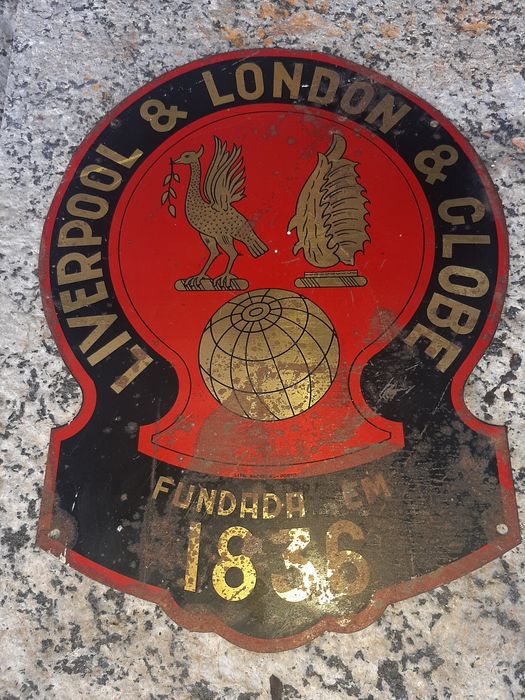 LIVERPOOL & LONDON & GLOBE
FUNDADA EM
1836